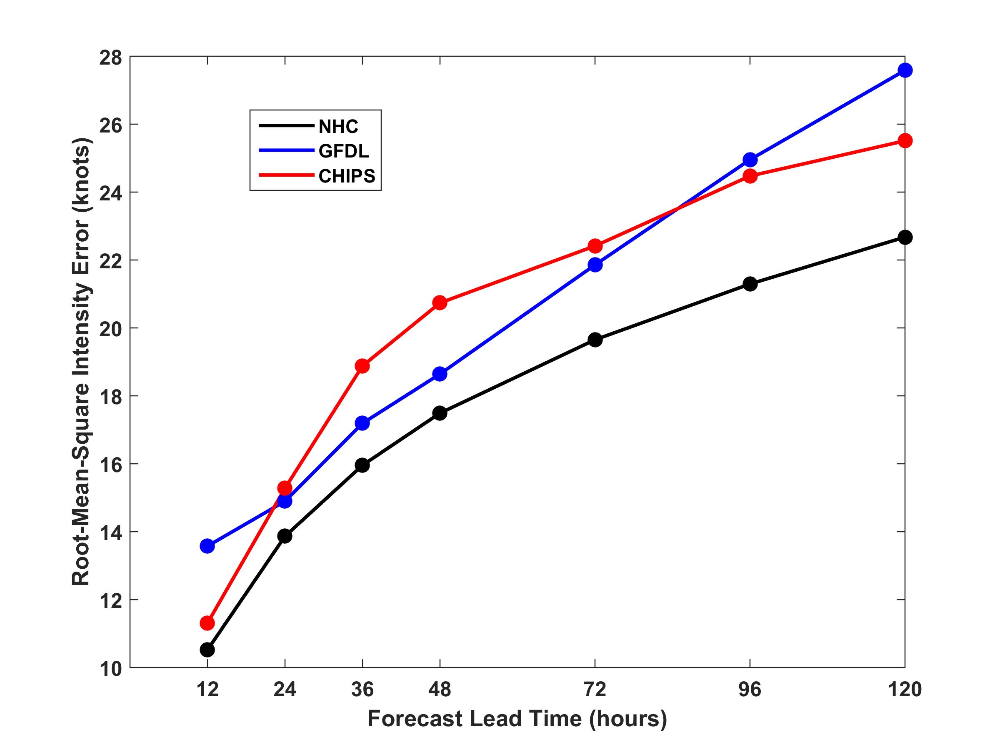 28
26
24
22
20
18
16
14
12
10
Root-Mean-Square Intensity Error (knots)
NHC
GFDL
CHIPS
12 24 36 48 72 96 120
Forecast Lead Time (hours)